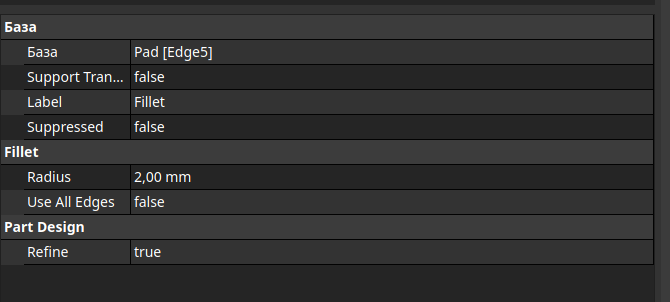 База
База Pad [Edge5]
Support Tran... false
Label Fillet
Suppressed false
Fillet
Radius 2,00 mm
Use All Edges false
Part Design
Refine true